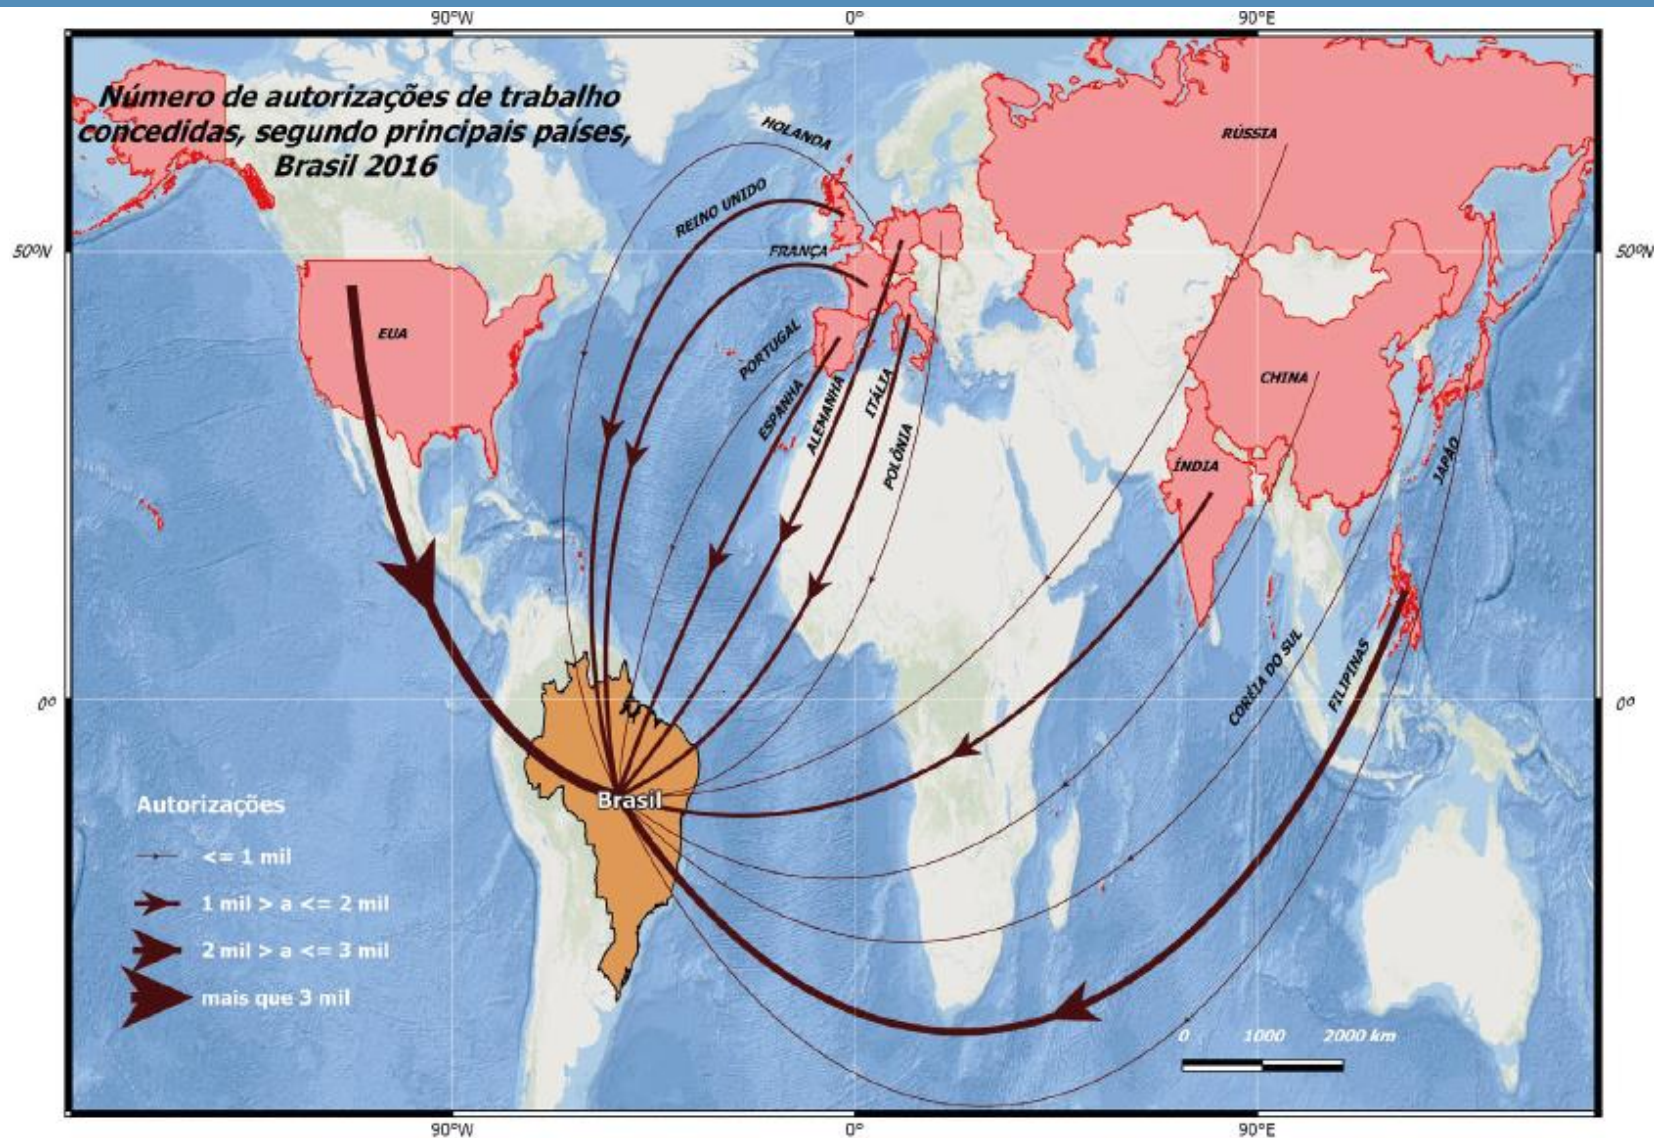 90°W
0°
90°E
Número de autorizações de trabalho
concedidas, segundo principais países,
Brasil 2016
HOLANDA
RÚSSIA
REINO UNIDO
50ºN
FRANÇA
50ºN
EUA
PORTUGAL
CHINA
ESPANHA
ALEMANHA
ITÁLIA
POLÔNIA
JAPÃO
ÍNDIA
CORÉIA DO SUL
FILIPINAS
0º
0º
Brasil
Autorizações
<= 1 mil
1 mil > a <= 2 mil
2 mil > a <= 3 mil
mais que 3 mil
0 1000 2000 km
90°W
0°
90°E